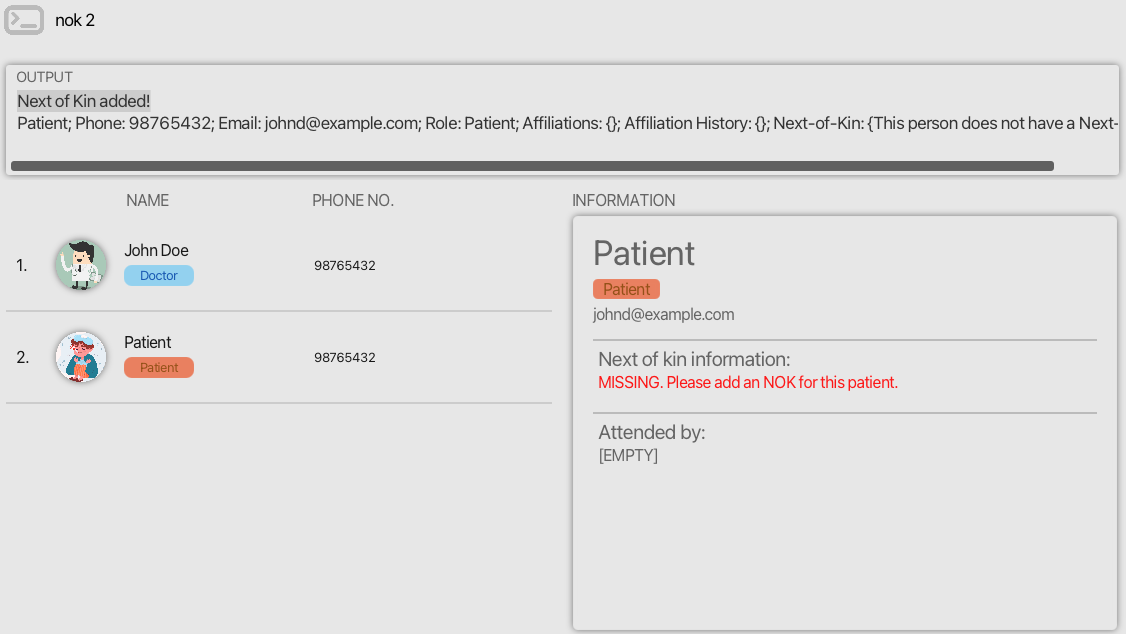 nok 2
OUTPUT
Next of Kin added!
Patient; Phone: 98765432; Email: johnd@example.com; Role: Patient; Affiliations: {}; Affiliation History: {}; Next-of-Kin: {This person does not have a Next-
NAME PHONE NO.
1. John Doe
Doctor
98765432
2. Patient
Patient
98765432
INFORMATION
Patient
Patient
johnd@example.com
Next of kin information:
MISSING. Please add an NOK for this patient.
Attended by:
[EMPTY]